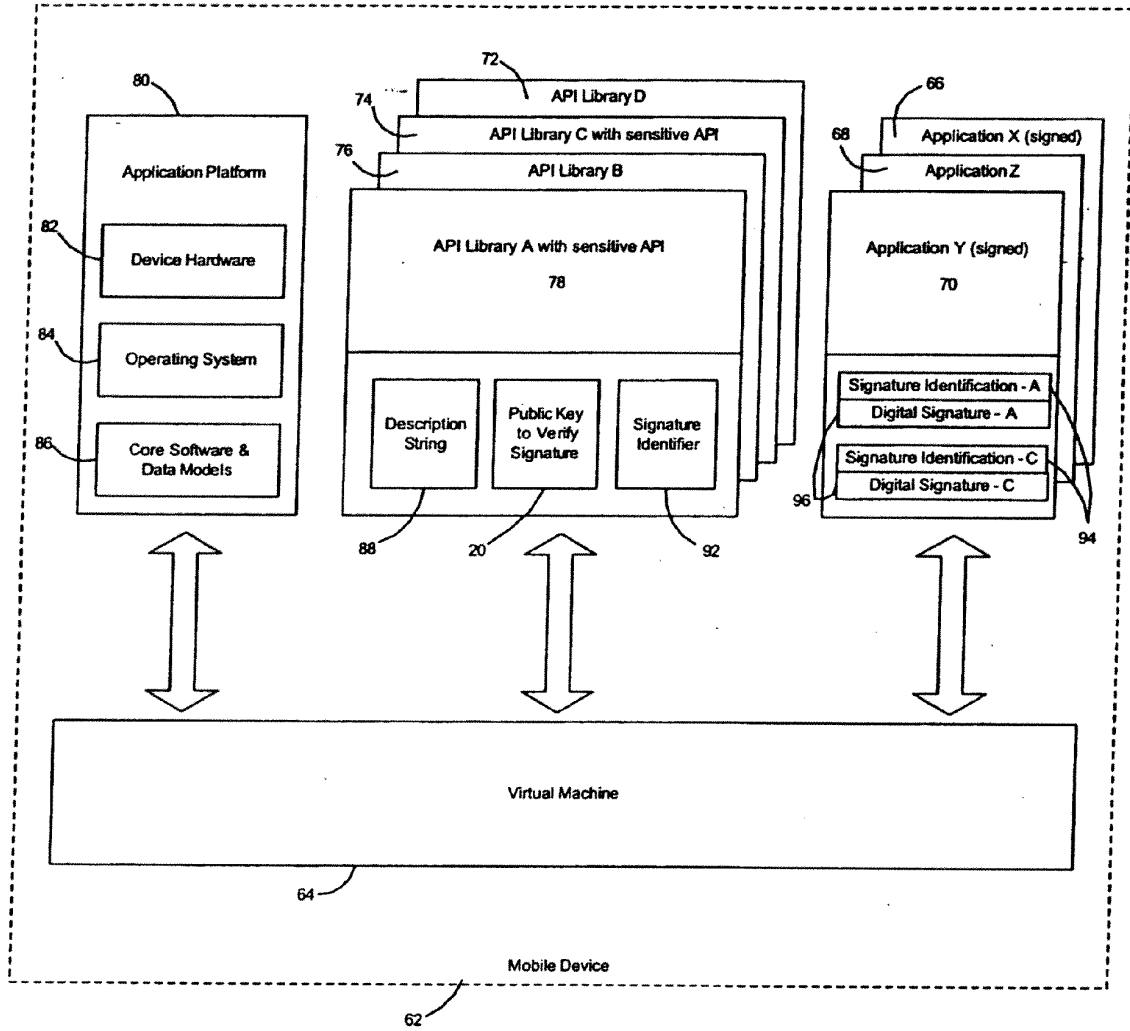 80
Application Platform
82
Device Hardware
84
Operating System
86
Core Software &
Data Models
72
API Library D
74
API Library C with sensitive API
76
API Library B
API Library A with sensitive API
78
Description
String
Public Key
to Verify
Signature
Signature
Identifier
88
20
92
66
Application X (signed)
68
Application Z
Application Y (signed)
70
Signature Identification - A
Digital Signature - A
Signature Identification - C
Digital Signature - C
96
94
Virtual Machine
64
Mobile Device
62